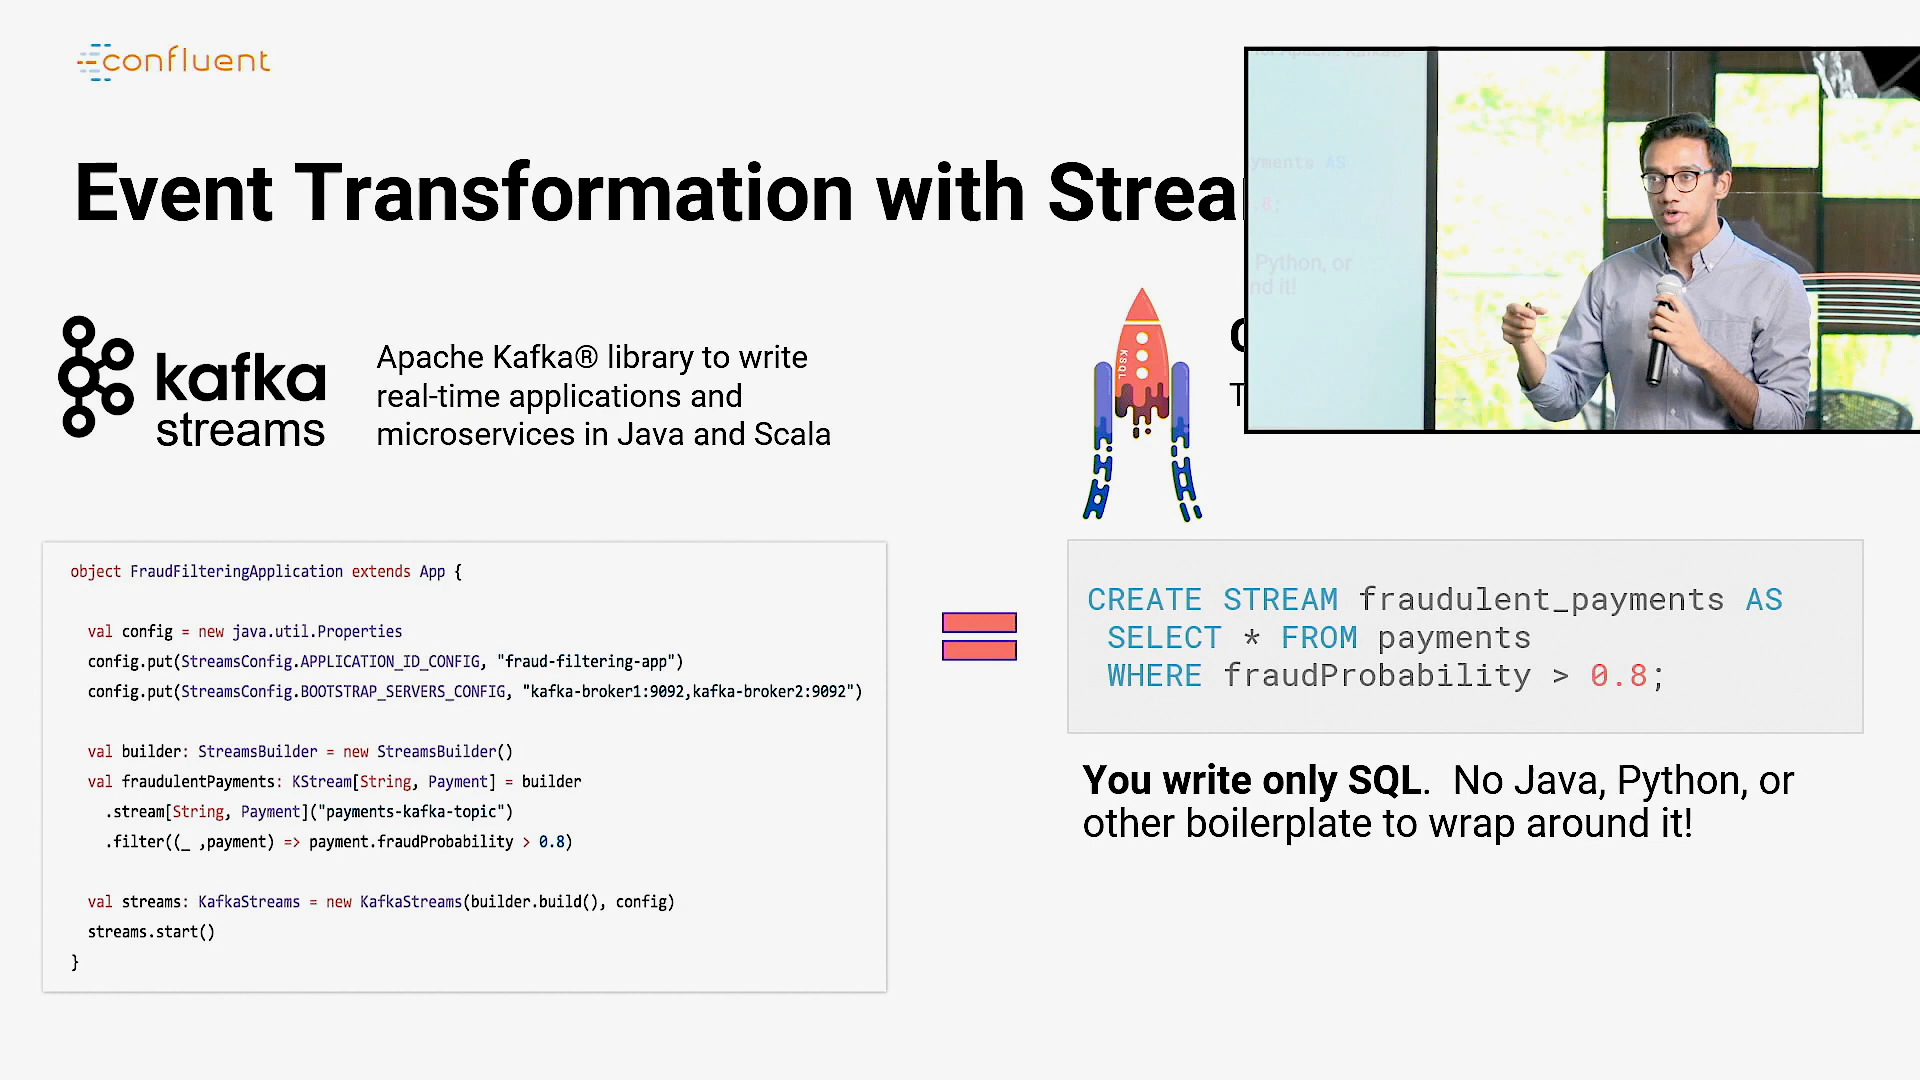 confluent
Event Transformation with
kafka
streams
Apache Kafka® library to write
real-time applications and
microservices in Java and Scala
KSQL
object FraudFilteringApplication extends App {
val config = new java.util.Properties
config.put(StreamsConfig.APPLICATION_ID_CONFIG, "fraud-filtering-app")
config.put(StreamsConfig.BOOTSTRAP_SERVERS_CONFIG, "kafka-broker1:9092,kafka-broker2:9092")
val builder: StreamsBuilder = new StreamsBuilder()
val fraudulentPayments: KStream[String, Payment] = builder
.stream[String, Payment]("payments-kafka-topic")
.filter((_ ,payment) => payment.fraudProbability > 0.8)
val streams: KafkaStreams = new KafkaStreams(builder.build(), config)
streams.start()
}
CREATE STREAM fraudulent_payments AS
SELECT * FROM payments
WHERE fraudProbability > 0.8;
You write only SQL. No Java, Python, or
other boilerplate to wrap around it!
AS
Python, or
it!